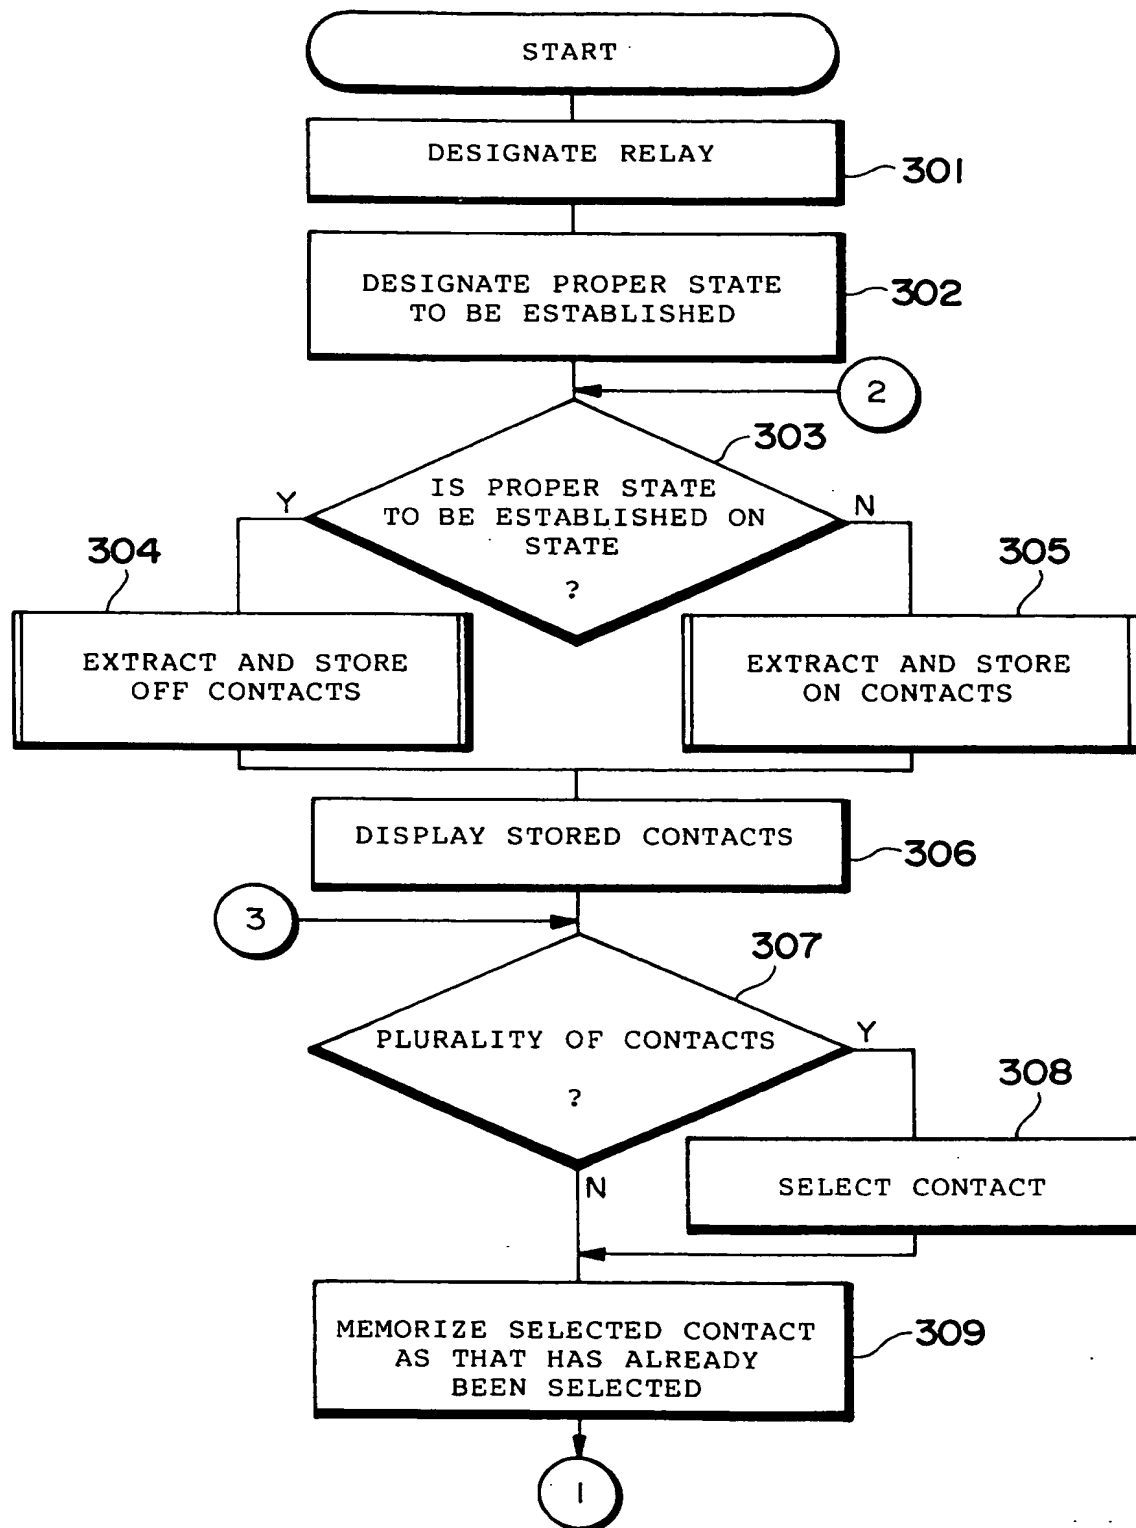 START
DESIGNATE RELAY
301
DESIGNATE PROPER STATE
TO BE ESTABLISHED
302
2
303
IS PROPER STATE
TO BE ESTABLISHED ON
STATE
?
Y
N
304
305
EXTRACT AND STORE
OFF CONTACTS
EXTRACT AND STORE
ON CONTACTS
DISPLAY STORED CONTACTS
306
3
307
PLURALITY OF CONTACTS
?
Y
308
N
SELECT CONTACT
MEMORIZE SELECTED CONTACT
AS THAT HAS ALREADY
BEEN SELECTED
309
1